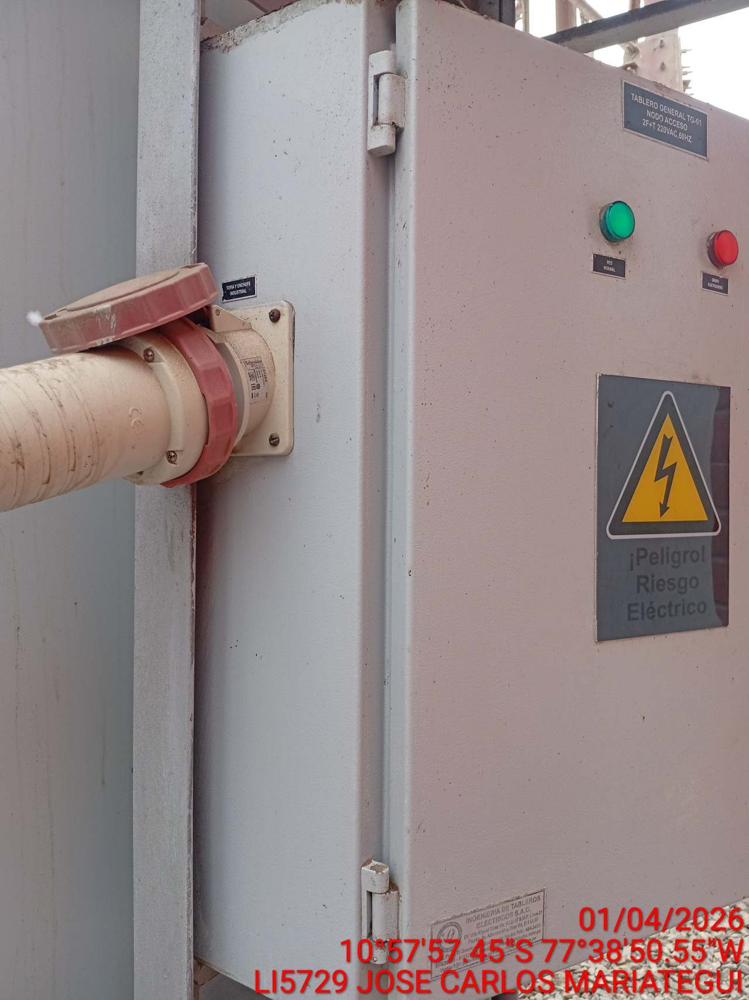 TABLERO GENERAL TG-01
NODO ACCESO
2F+T 220VAC,60HZ
RED
NORMAL
GRUPO
ELECTROGENO
TOMA Y ENCHUFE
INDUSTRIAL
Schneider
CE
¡Peligro!
Riesgo
Eléctrico
INGENIERIA DE TABLEROS
ELECTRICOS S.A.C.
01/04/2026
10°57'57.45"S 77°38'50.55"W
LI5729 JOSE CARLOS MARIATEGUI